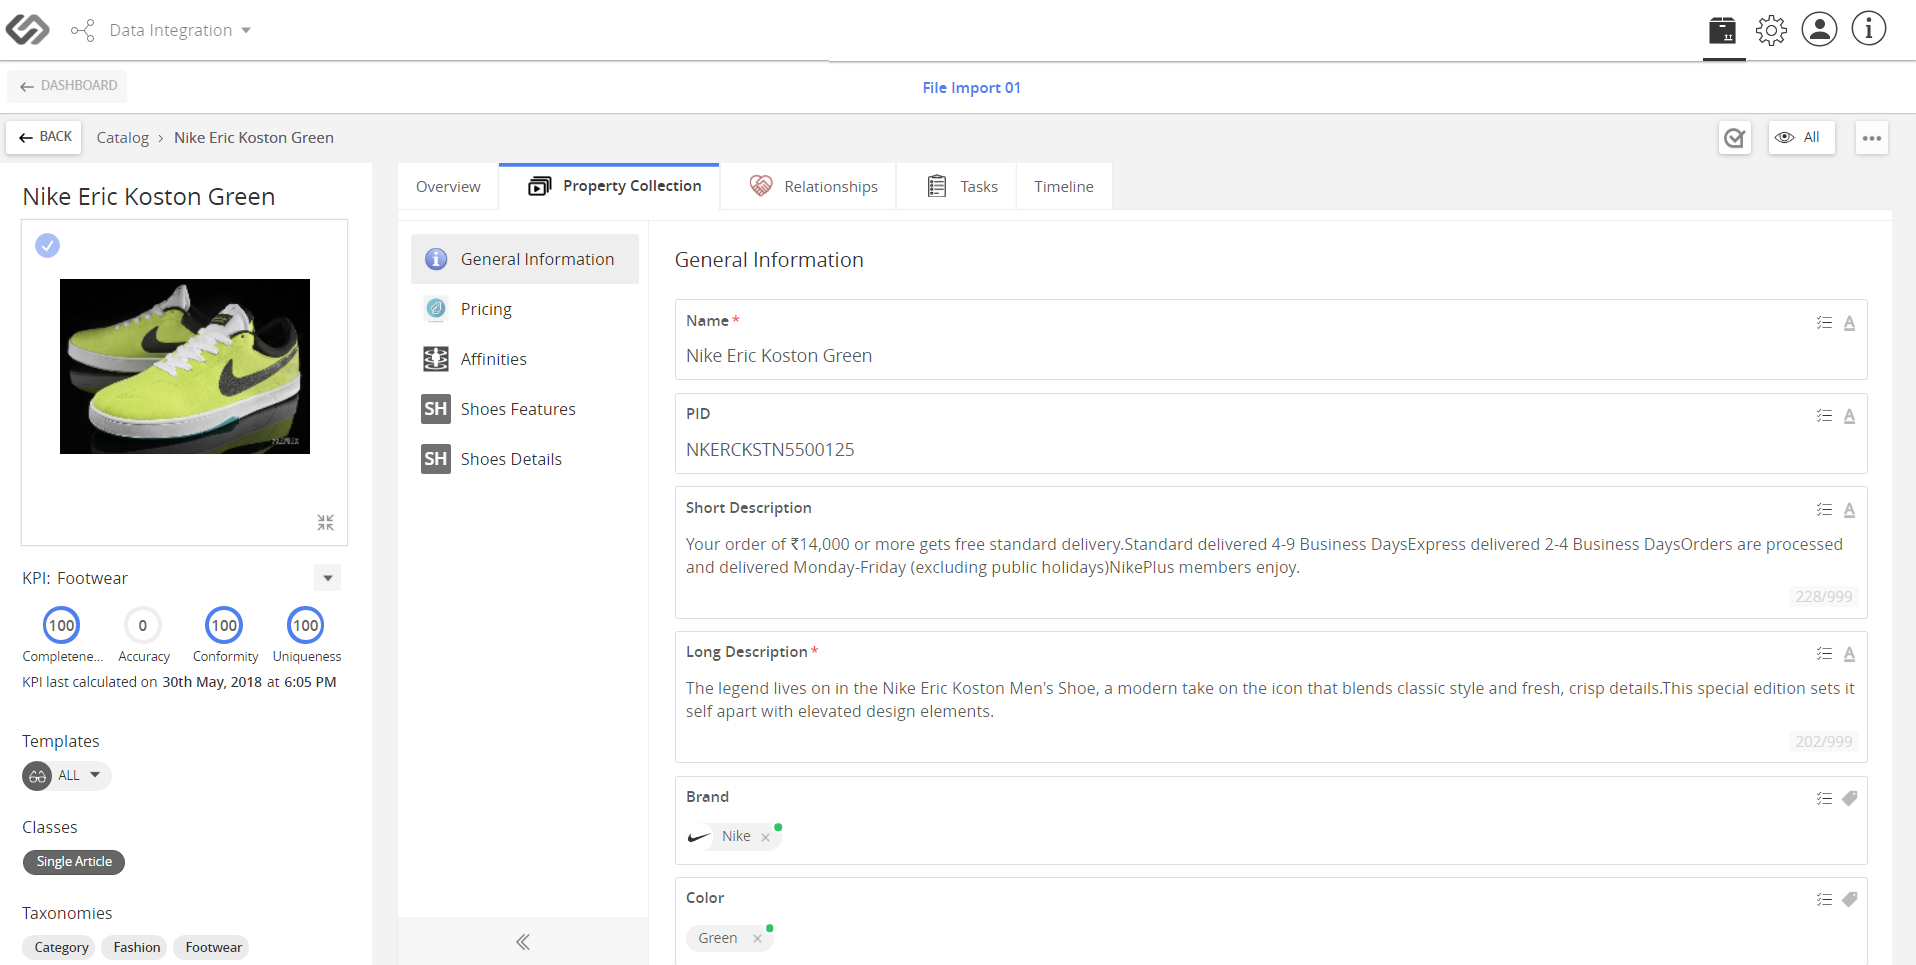 Data Integration
DASHBOARD
File Import 01
BACK
Catalog › Nike Eric Koston Green
All
Nike Eric Koston Green
KPI: Footwear
100
0
100
100
Completene...
Accuracy
Conformity
Uniqueness
KPI last calculated on 30th May, 2018 at 6:05 PM
Templates
ALL
Classes
Single Article
Taxonomies
Category
Fashion
Footwear
Overview
Property Collection
Relationships
Tasks
Timeline
General Information
Pricing
Affinities
SH Shoes Features
SH Shoes Details
General Information
Name *
Nike Eric Koston Green
PID
NKERCKSTN5500125
Short Description
Your order of ₹14,000 or more gets free standard delivery.Standard delivered 4-9 Business DaysExpress delivered 2-4 Business DaysOrders are processed
and delivered Monday-Friday (excluding public holidays)NikePlus members enjoy.
228/999
Long Description *
The legend lives on in the Nike Eric Koston Men's Shoe, a modern take on the icon that blends classic style and fresh, crisp details.This special edition sets it
self apart with elevated design elements.
202/999
Brand
Nike
Color
Green